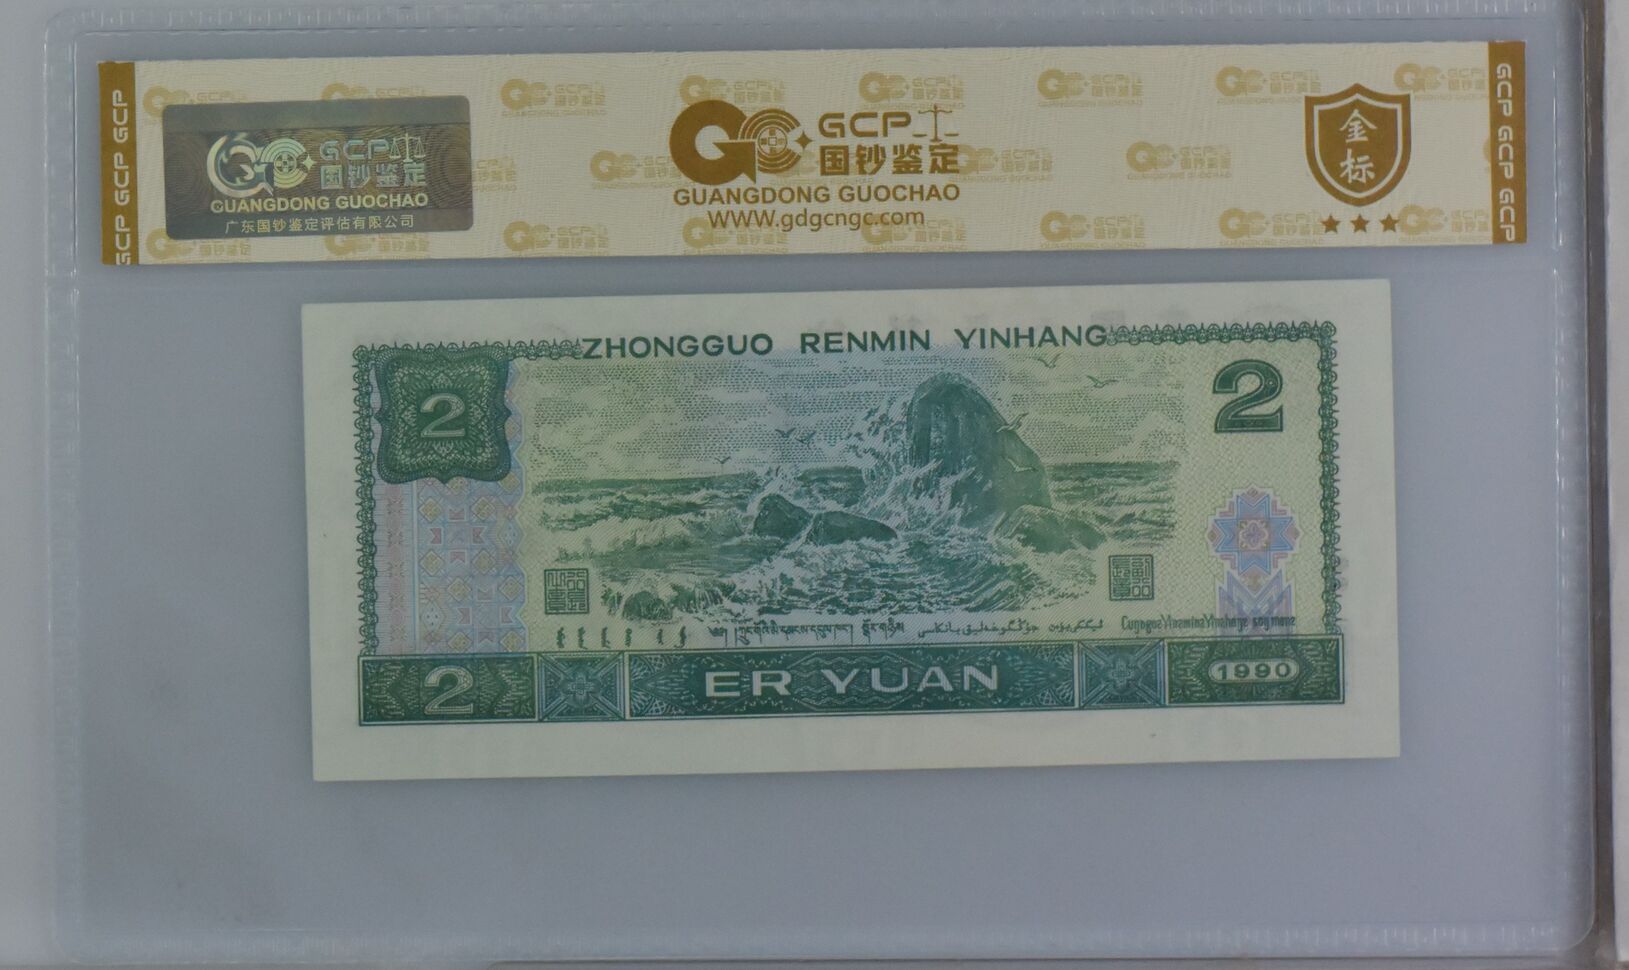 GCP GCP GCP
GCP
国钞鉴定
GUANGDONG GUOCHAO
广东国钞鉴定评估有限公司
GCP
国钞鉴定
GUANGDONG GUOCHAO
WWW.gdgcngc.com
金
标
GCP GCP GCP
ZHONGGUO RENMIN YINHANG
2
2
2
ER YUAN
1990